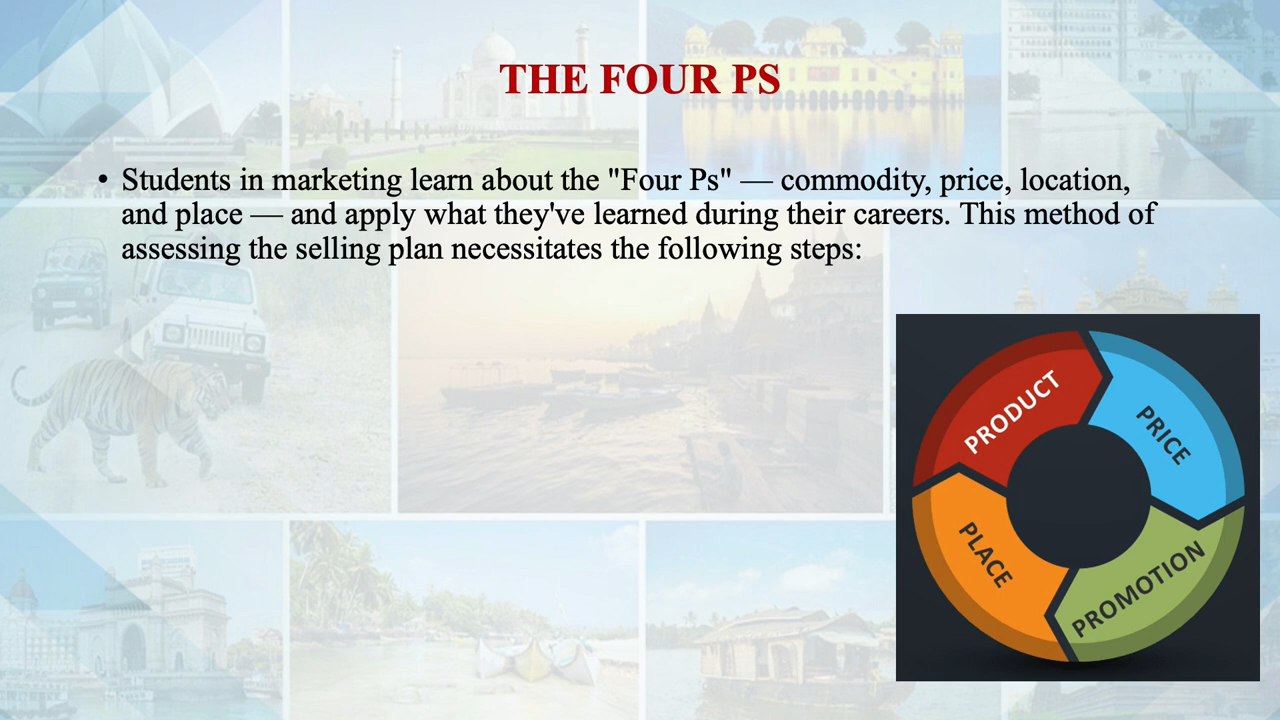 THE FOUR PS
• Students in marketing learn about the "Four Ps" — commodity, price, location,
and place — and apply what they've learned during their careers. This method of
assessing the selling plan necessitates the following steps:
PRODUCT
PRICE
PLACE
PROMOTION